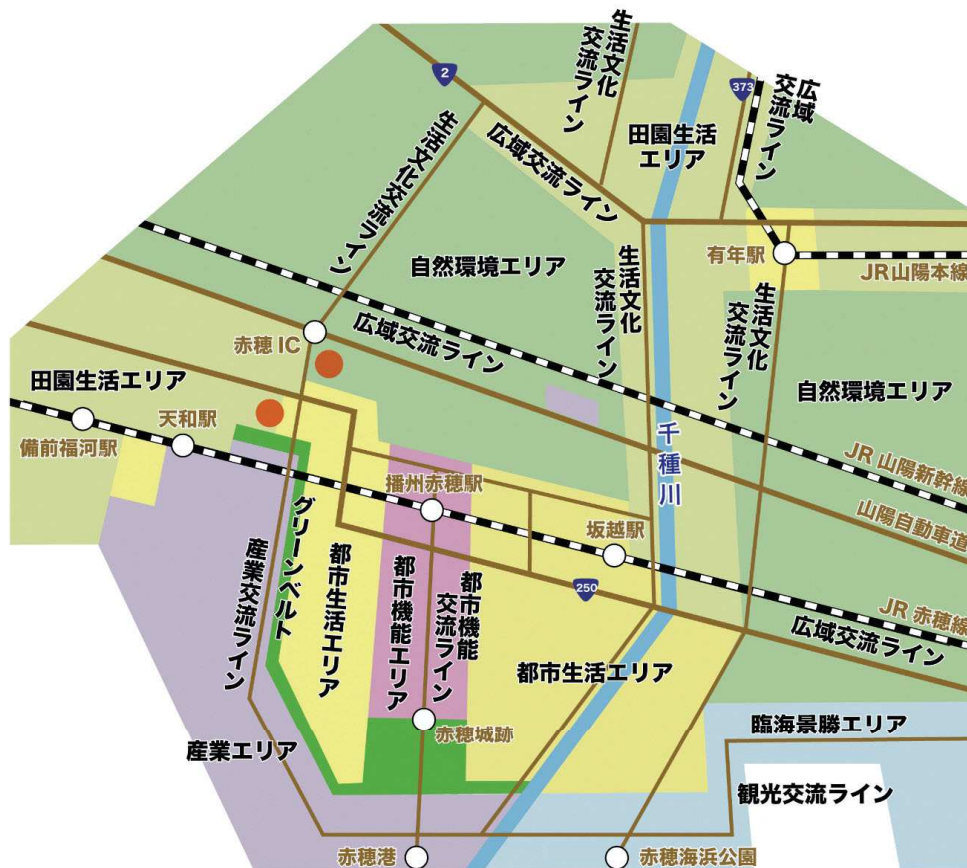 生活文化
交流ライン
2
373
広域
交流ライン
田園生活
エリア
生活文化交流ライン
広域交流ライン
有年駅
JR山陽本線
自然環境エリア
生活文化
交流ライン
生活文化
交流ライン
赤穂IC
広域交流ライン
田園生活エリア
自然環境エリア
天和駅
備前福河駅
千種川
JR山陽新幹線
播州赤穂駅
山陽自動車道
坂越駅
グリーンベルト
産業交流ライン
都市生活エリア
都市機能エリア
都市機能
交流ライン
250
JR赤穂線
広域交流ライン
都市生活エリア
赤穂城跡
臨海景勝エリア
産業エリア
観光交流ライン
赤穂港
赤穂海浜公園